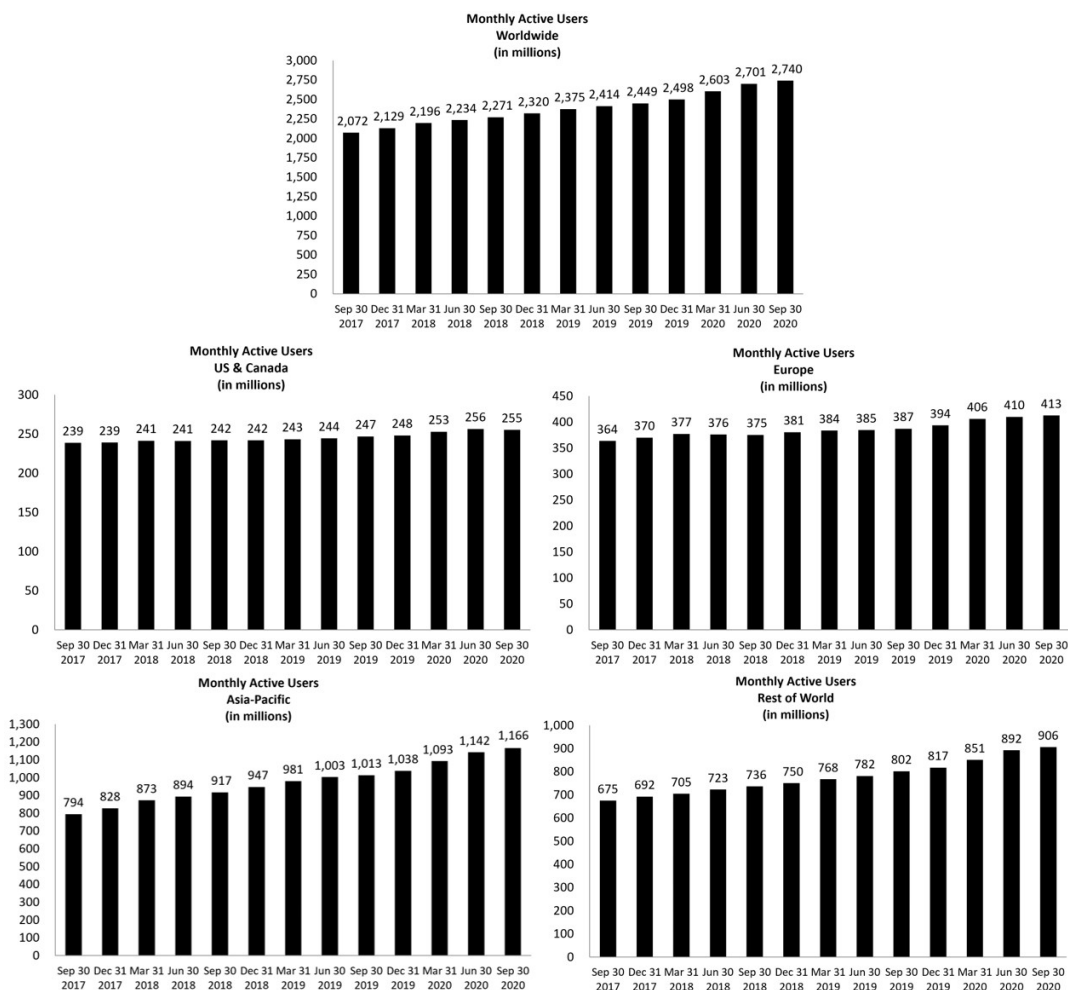 Monthly Active Users
Worldwide
(in millions)
3,000
2,750
2,500
2,250
2,000
1,750
1,500
1,250
1,000
750
500
250
0
2,072 2,129 2,196 2,234 2,271 2,320 2,375 2,414 2,449 2,498 2,603 2,701 2,740
Sep 30 Dec 31 Mar 31 Jun 30 Sep 30 Dec 31 Mar 31 Jun 30 Sep 30 Dec 31 Mar 31 Jun 30 Sep 30
2017 2017 2018 2018 2018 2018 2019 2019 2019 2019 2020 2020 2020
Monthly Active Users
US & Canada
(in millions)
300
250
200
150
100
50
0
239 239 241 241 242 242 243 244 247 248 253 256 255
Sep 30 Dec 31 Mar 31 Jun 30 Sep 30 Dec 31 Mar 31 Jun 30 Sep 30 Dec 31 Mar 31 Jun 30 Sep 30
2017 2017 2018 2018 2018 2018 2019 2019 2019 2019 2020 2020 2020
Monthly Active Users
Europe
(in millions)
450
400
350
300
250
200
150
100
50
0
364 370 377 376 375 381 384 385 387 394 406 410 413
Sep 30 Dec 31 Mar 31 Jun 30 Sep 30 Dec 31 Mar 31 Jun 30 Sep 30 Dec 31 Mar 31 Jun 30 Sep 30
2017 2017 2018 2018 2018 2018 2019 2019 2019 2019 2020 2020 2020
Monthly Active Users
Asia-Pacific
(in millions)
1,300
1,200
1,100
1,000
900
800
700
600
500
400
300
200
100
0
794 828 873 894 917 947 981 1,003 1,013 1,038 1,093 1,142 1,166
Sep 30 Dec 31 Mar 31 Jun 30 Sep 30 Dec 31 Mar 31 Jun 30 Sep 30 Dec 31 Mar 31 Jun 30 Sep 30
2017 2017 2018 2018 2018 2018 2019 2019 2019 2019 2020 2020 2020
Monthly Active Users
Rest of World
(in millions)
1,000
900
800
700
600
500
400
300
200
100
0
675 692 705 723 736 750 768 782 802 817 851 892 906
Sep 30 Dec 31 Mar 31 Jun 30 Sep 30 Dec 31 Mar 31 Jun 30 Sep 30 Dec 31 Mar 31 Jun 30 Sep 30
2017 2017 2018 2018 2018 2018 2019 2019 2019 2019 2020 2020 2020